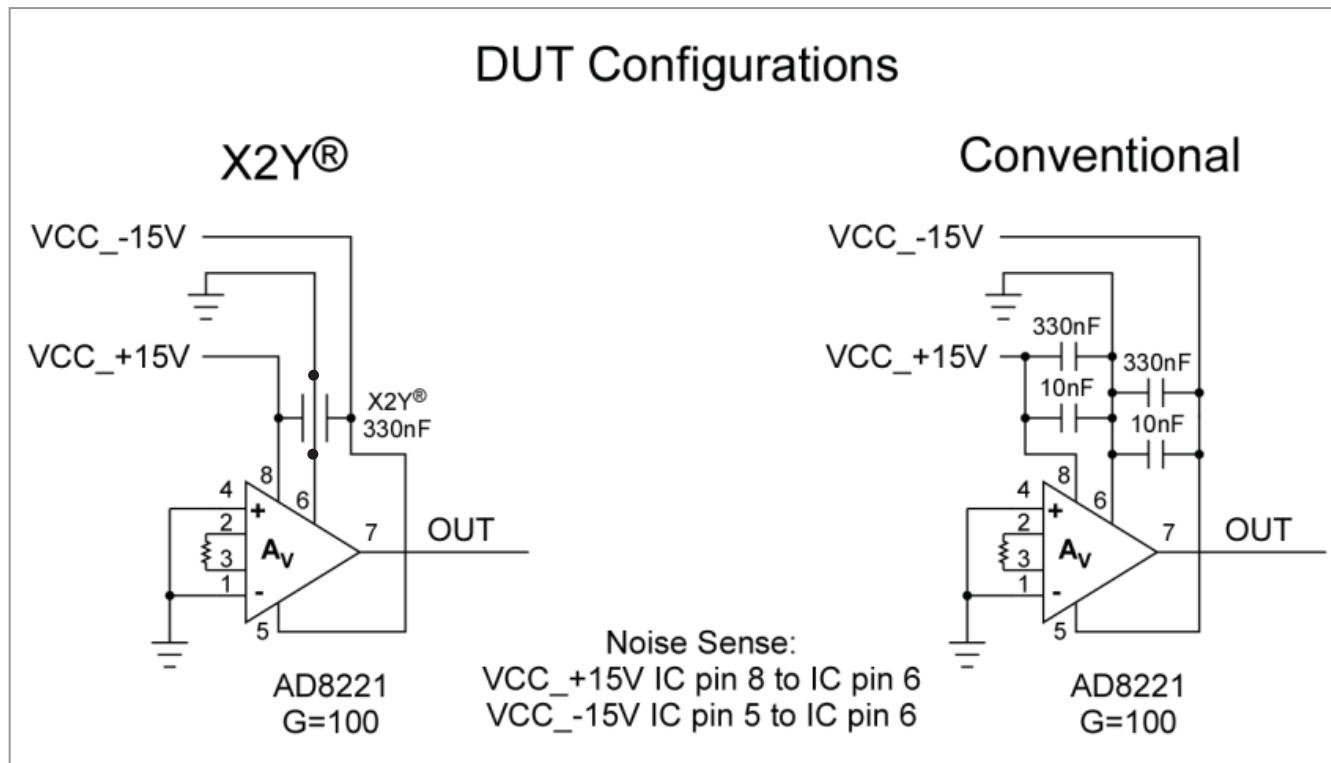 DUT Configurations
X2Y®
VCC_-15V
VCC_+15V
X2Y®
330nF
8
6
4
+
2
7
OUT
3
AV
1
-
5
AD8221
G=100
Conventional
VCC_-15V
330nF
VCC_+15V
330nF
10nF
10nF
8
6
4
+
2
7
OUT
3
AV
1
-
5
AD8221
G=100
Noise Sense:
VCC_+15V IC pin 8 to IC pin 6
VCC_-15V IC pin 5 to IC pin 6